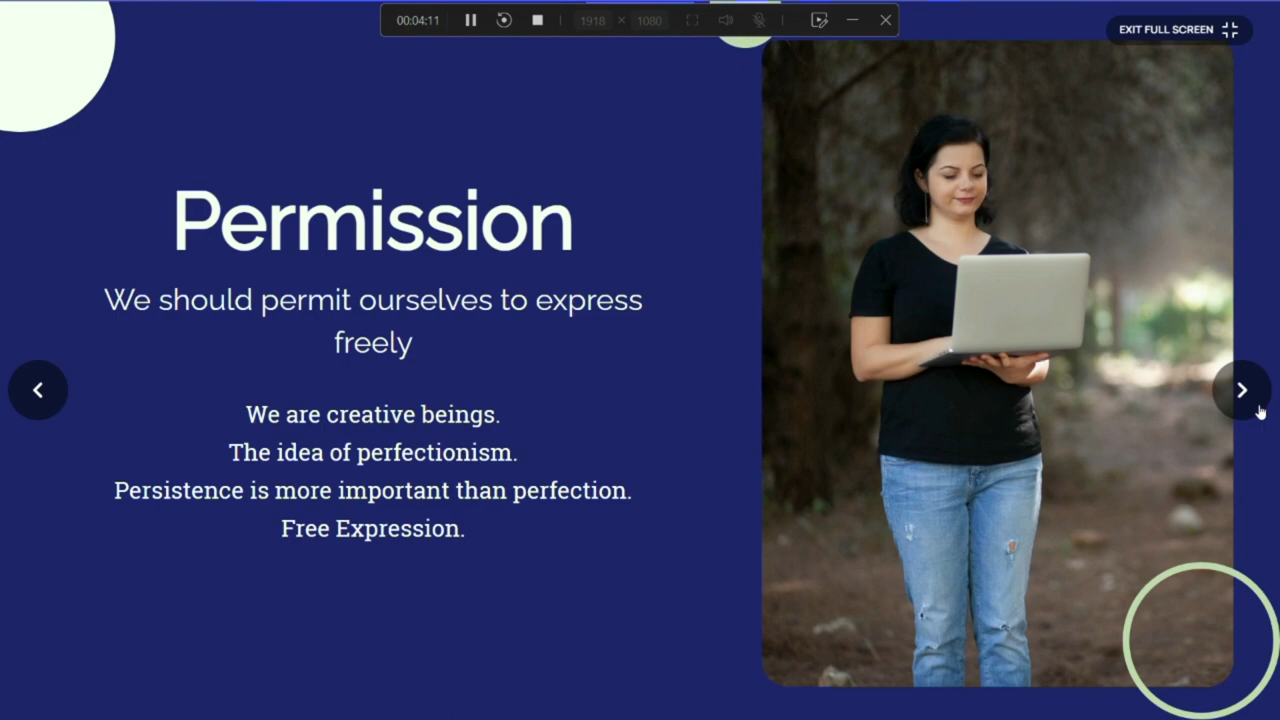 00:04:11
1918 × 1080
EXIT FULL SCREEN
Permission
We should permit ourselves to express
freely
We are creative beings.
The idea of perfectionism.
Persistence is more important than perfection.
Free Expression.